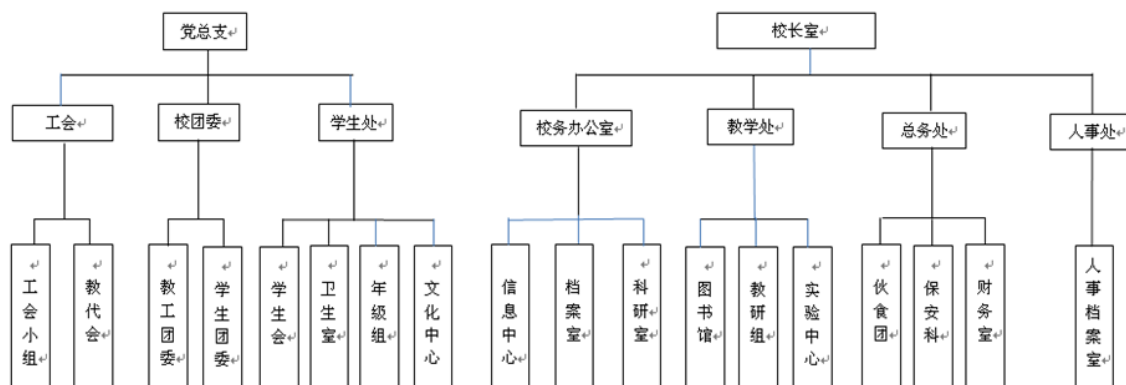 党总支
校长室
工会
校团委
学生处
校务办公室
教学处
总务处
人事处
工会小组
教代会
教工团委
学生团委
学生会
卫生室
年级组
文化中心
信息中心
档案室
科研室
图书馆
教研组
实验中心
伙食团
保安科
财务室
人事档案室